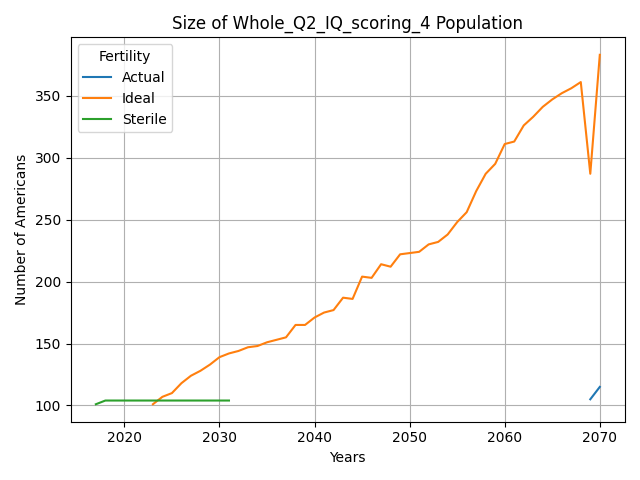 Size of Whole_Q2_IQ_scoring_4 Population
Fertility
Actual
Ideal
Sterile
Number of Americans
350
300
250
200
150
100
2020
2030
2040
2050
2060
2070
Years